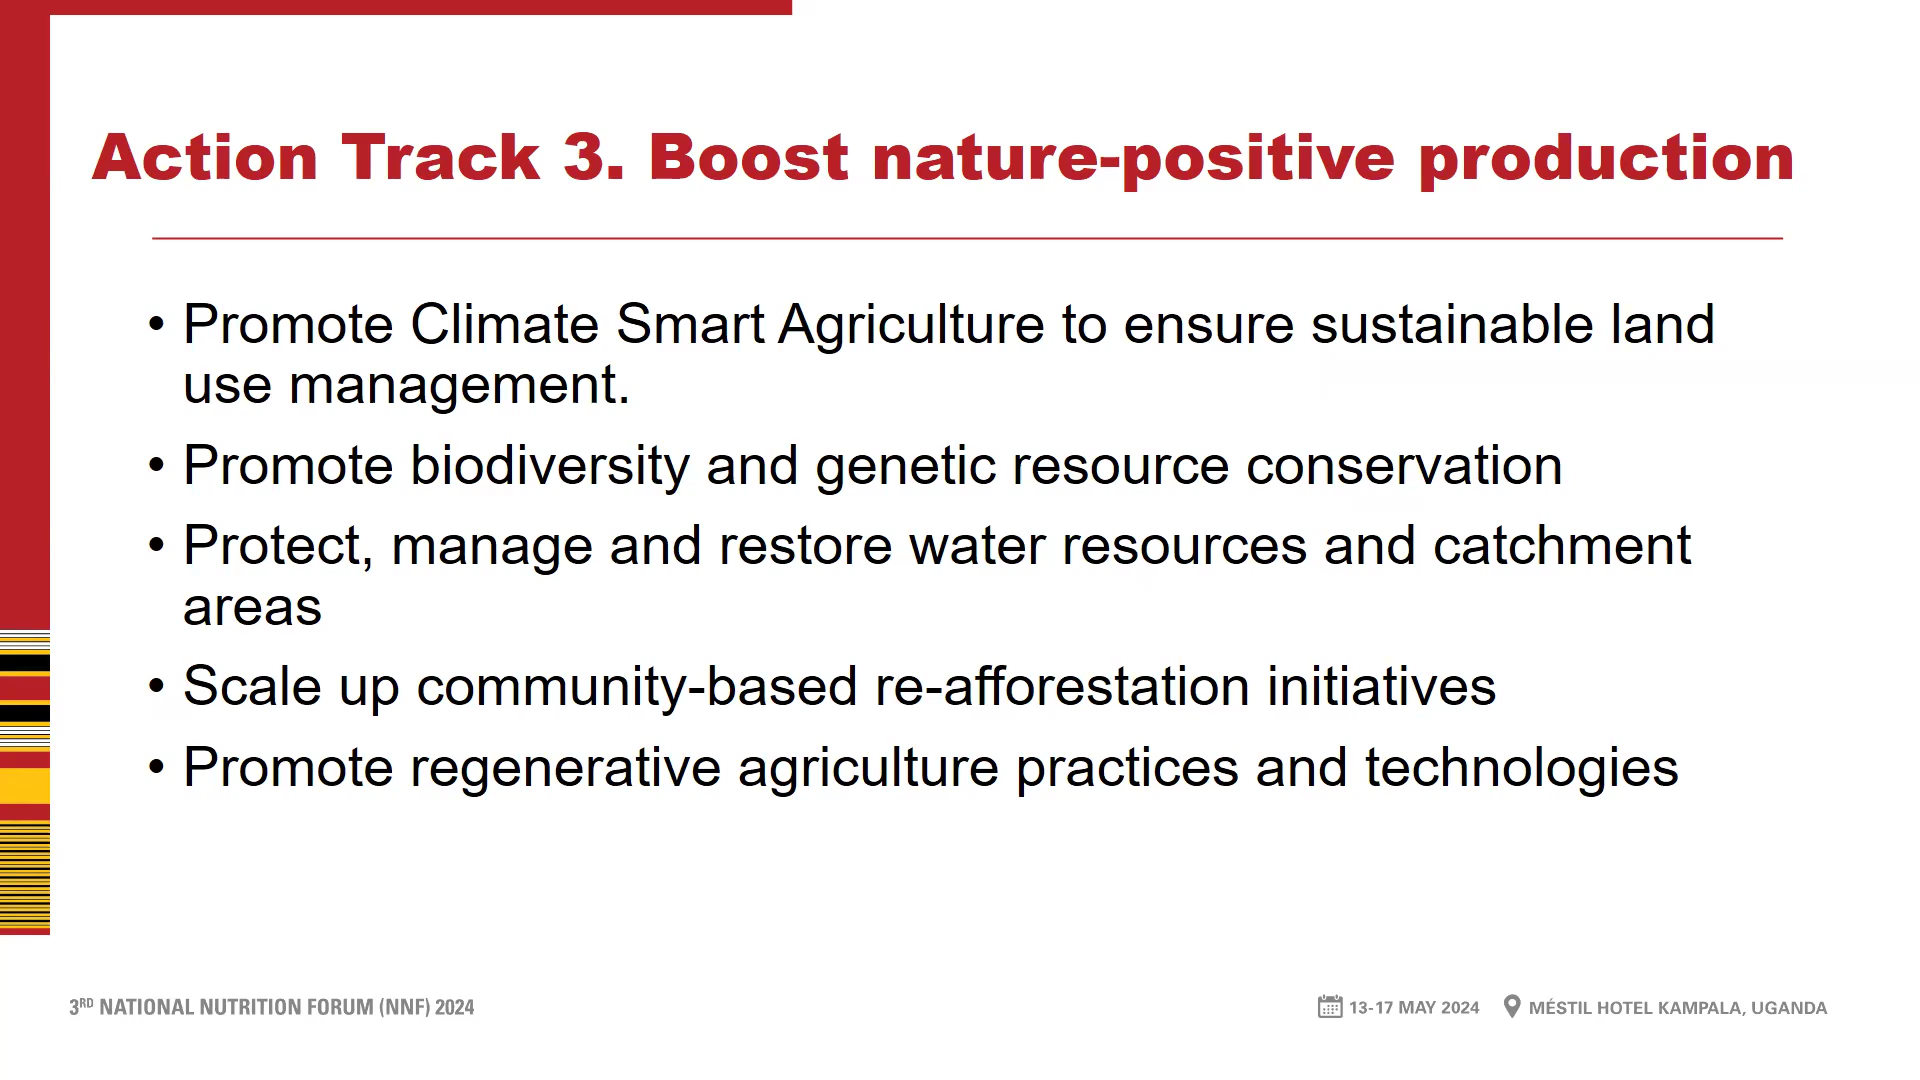 Action Track 3. Boost nature-positive production
• Promote Climate Smart Agriculture to ensure sustainable land
use management.
• Promote biodiversity and genetic resource conservation
• Protect, manage and restore water resources and catchment
areas
• Scale up community-based re-afforestation initiatives
• Promote regenerative agriculture practices and technologies
3RD NATIONAL NUTRITION FORUM (NNF) 2024
13-17 MAY 2024 MÉSTIL HOTEL KAMPALA, UGANDA